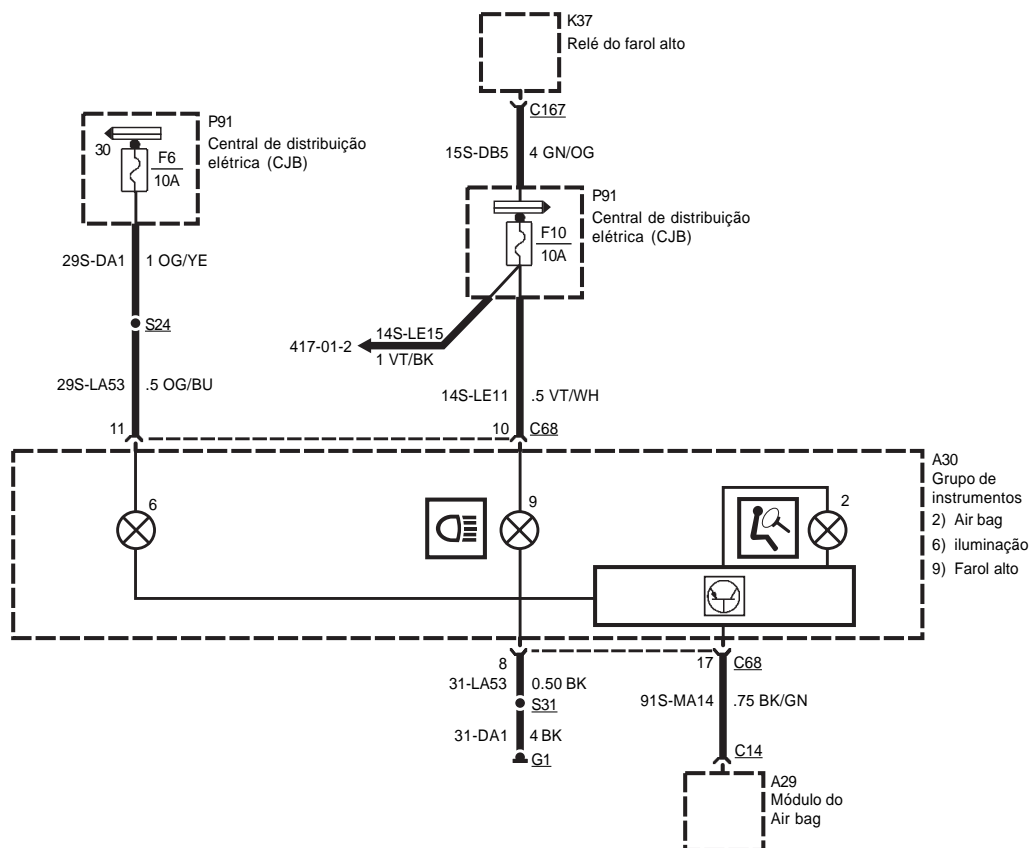 K37
Relé do farol alto
C167
15S-DB5 4 GN/OG
P91
Central de distribuição
elétrica (CJB)
30
F6
10A
P91
Central de distribuição
elétrica (CJB)
F10
10A
29S-DA1 1 OG/YE
S24
14S-LE15
417-01-2
1 VT/BK
29S-LA53 .5 OG/BU
14S-LE11 .5 VT/WH
11
10 C68
A30
Grupo de
instrumentos
2) Air bag
6) iluminação
9) Farol alto
6
9
2
8
17 C68
31-LA53 0.50 BK
S31
91S-MA14 .75 BK/GN
31-DA1 4 BK
G1
C14
A29
Módulo do
Air bag